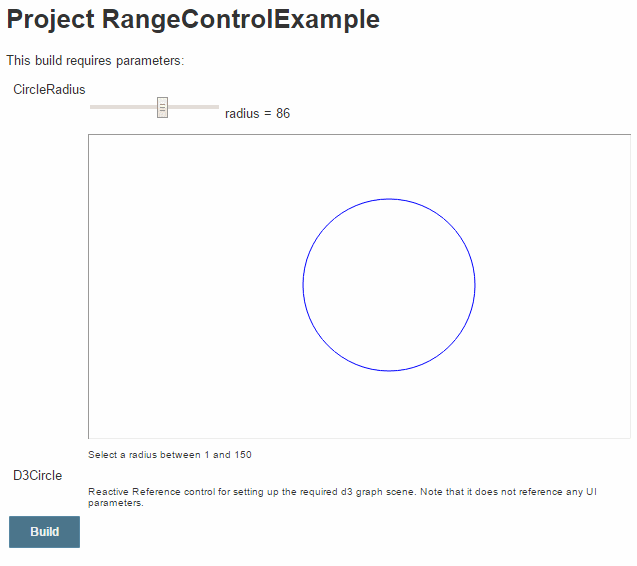 Project RangeControlExample
This build requires parameters:
CircleRadius
radius = 86
Select a radius between 1 and 150
D3Circle
Reactive Reference control for setting up the required d3 graph scene. Note that it does not reference any UI
parameters.
Build